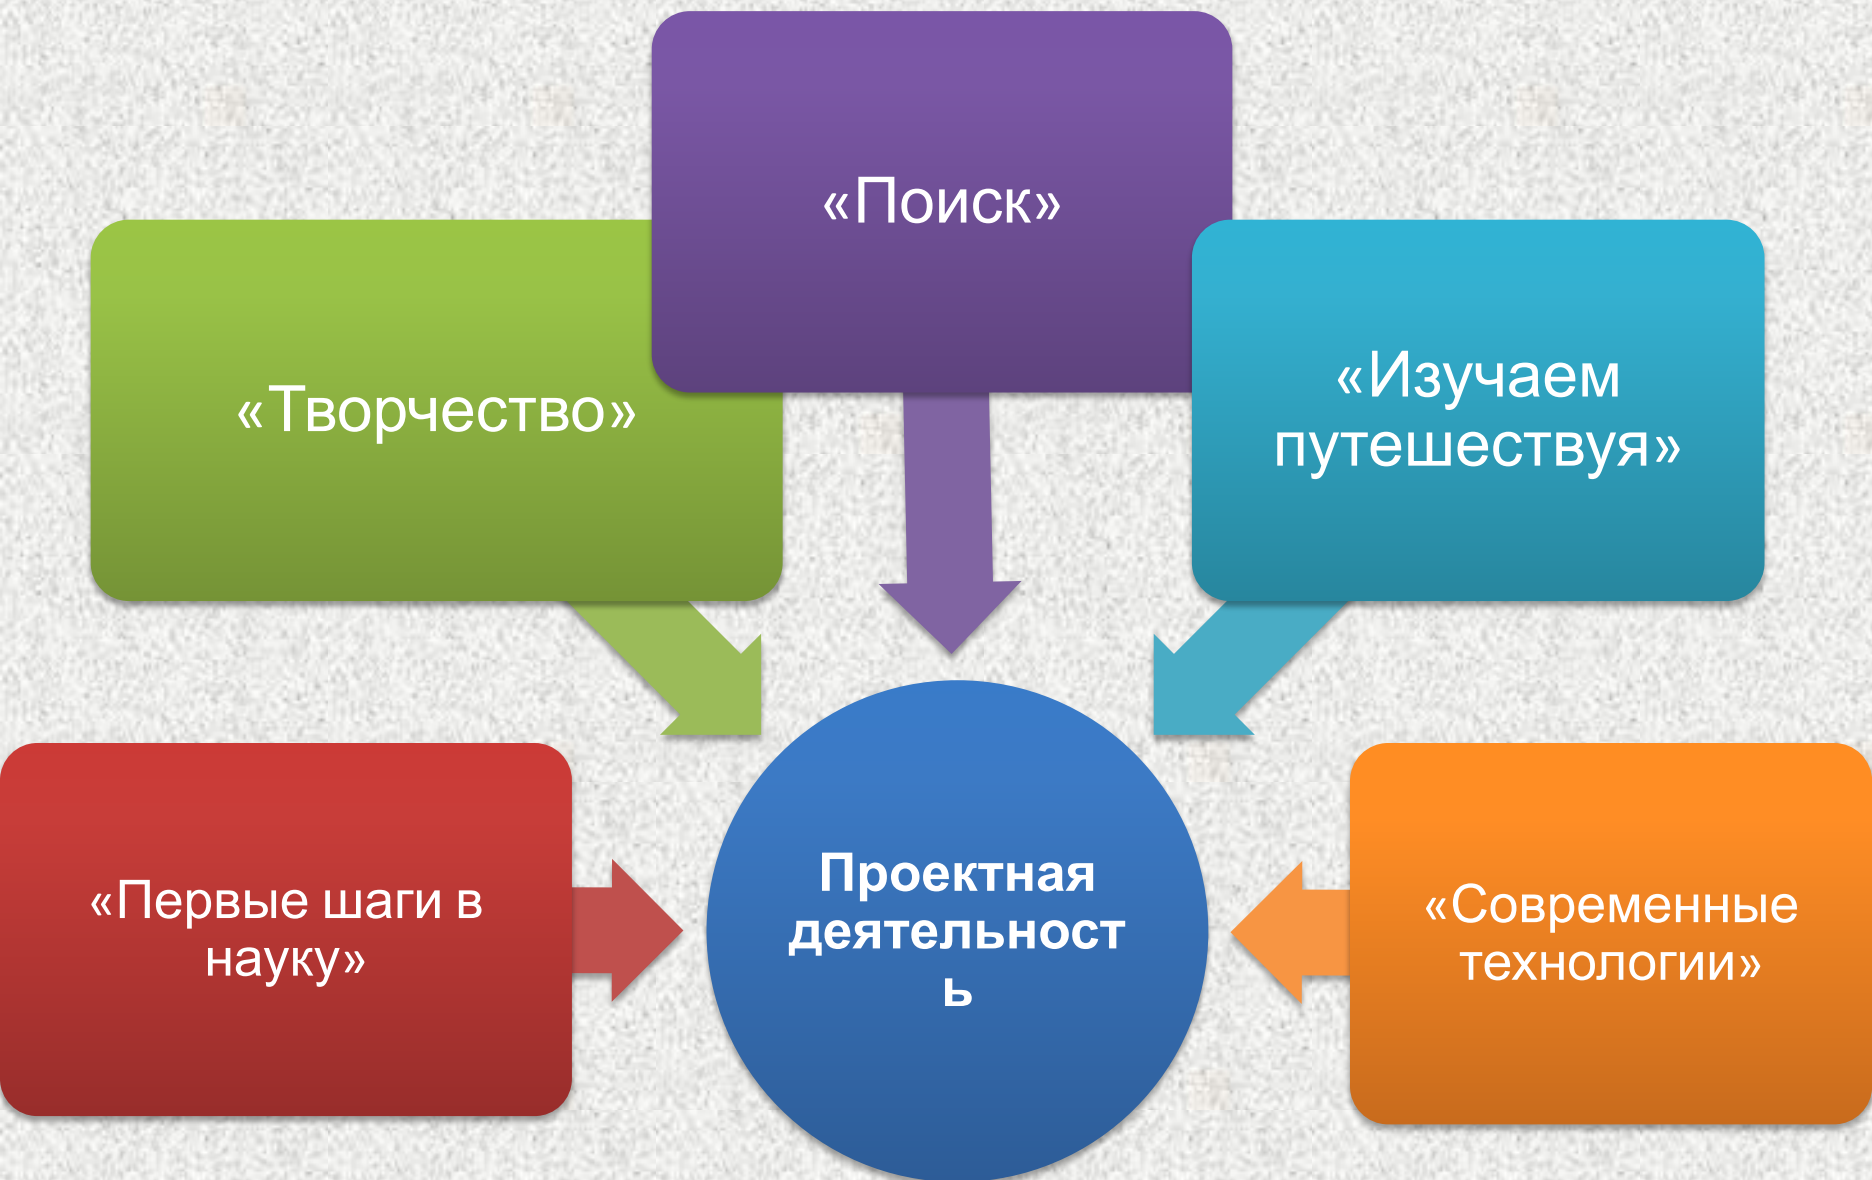 «Поиск»
«Творчество»
«Изучаем
путешествуя»
«Первые шаги в
науку»
Проектная
деятельност
ь
«Современные
технологии»